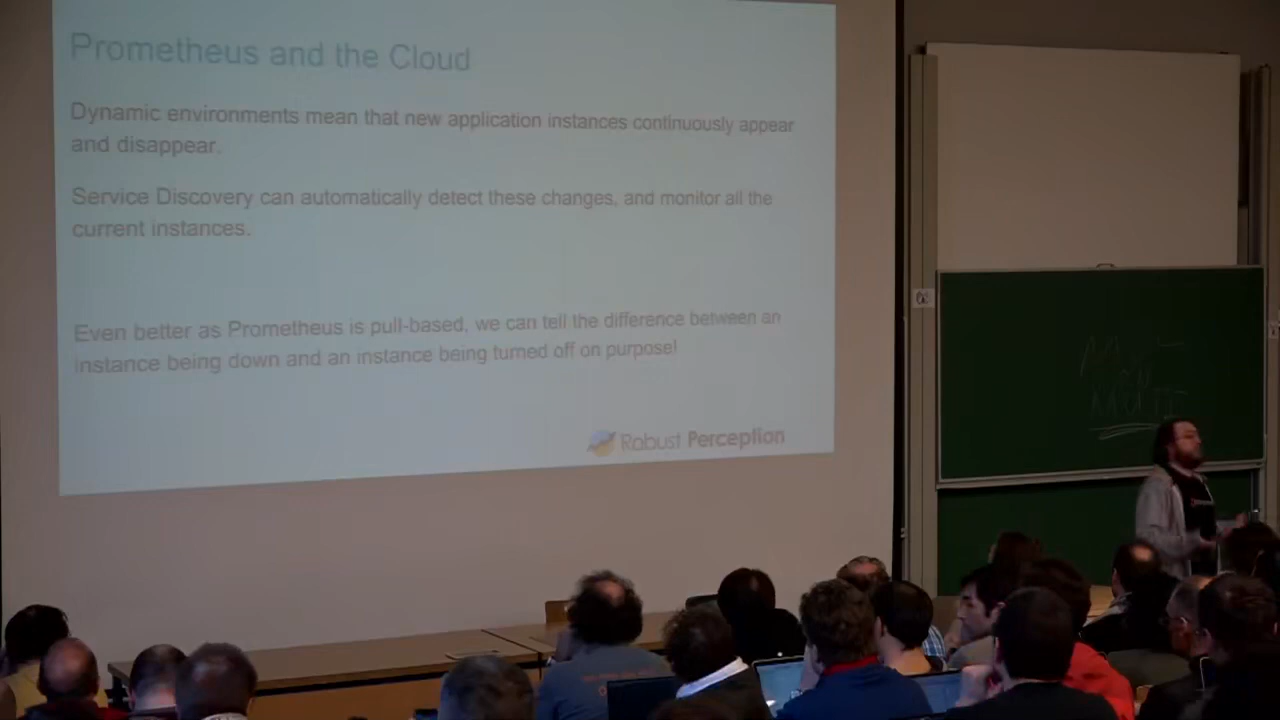 Prometheus and the Cloud
Dynamic environments mean that new application instances continuously appear
and disappear.
Service Discovery can automatically detect these changes, and monitor all the
current instances.
Even better as Prometheus is pull-based, we can tell the difference between an
instance being down and an instance being turned off on purpose!
Robust Perception